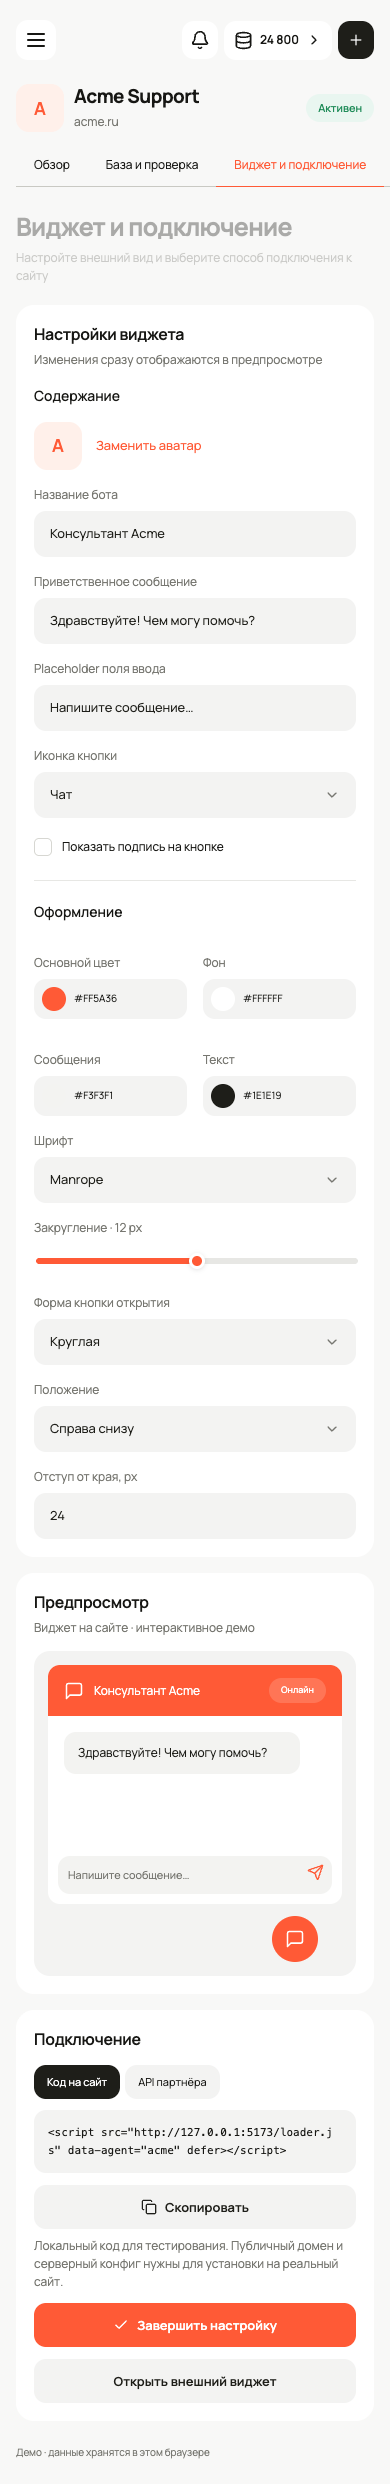 24 800
A
Acme Support
acme.ru
Активен
Обзор
База и проверка
Виджет и подключение
Виджет и подключение
Настройте внешний вид и выберите способ подключения к
сайту
Настройки виджета
Изменения сразу отображаются в предпросмотре
Содержание
A
Заменить аватар
Название бота
Консультант Acme
Приветственное сообщение
Здравствуйте! Чем могу помочь?
Placeholder поля ввода
Напишите сообщение...
Иконка кнопки
Чат
Показать подпись на кнопке
Оформление
Основной цвет
Фон
#FF5A36
#FFFFFF
Сообщения
Текст
#F3F3F1
#1E1E19
Шрифт
Manrope
Закругление · 12 px
Форма кнопки открытия
Круглая
Положение
Справа снизу
Отступ от края, px
24
Предпросмотр
Виджет на сайте · интерактивное демо
Консультант Acme
Онлайн
Здравствуйте! Чем могу помочь?
Напишите сообщение...
Подключение
Код на сайт
API партнёра
<script src="http://127.0.0.1:5173/loader.j
s" data-agent="acme" defer></script>
Скопировать
Локальный код для тестирования. Публичный домен и
серверный конфиг нужны для установки на реальный
сайт.
Завершить настройку
Открыть внешний виджет
Демо · данные хранятся в этом браузере